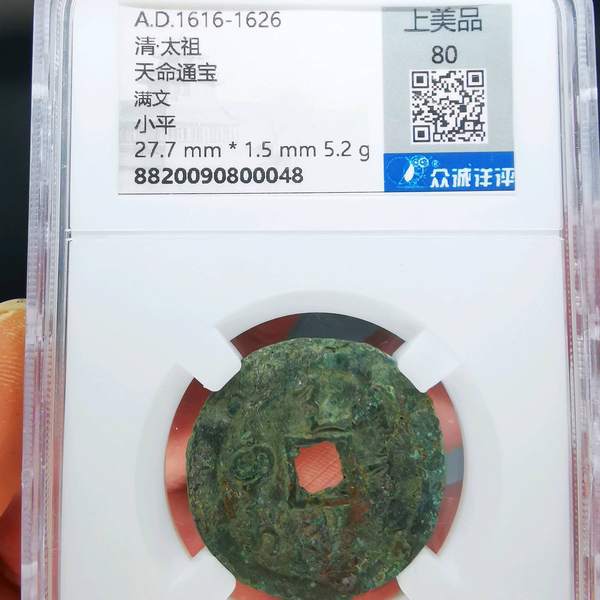 A.D.1616-1626
清·太祖
天命通宝
满文
小平
27.7 mm * 1.5 mm 5.2 g
8820090800048
上美品
80
众诚洋评